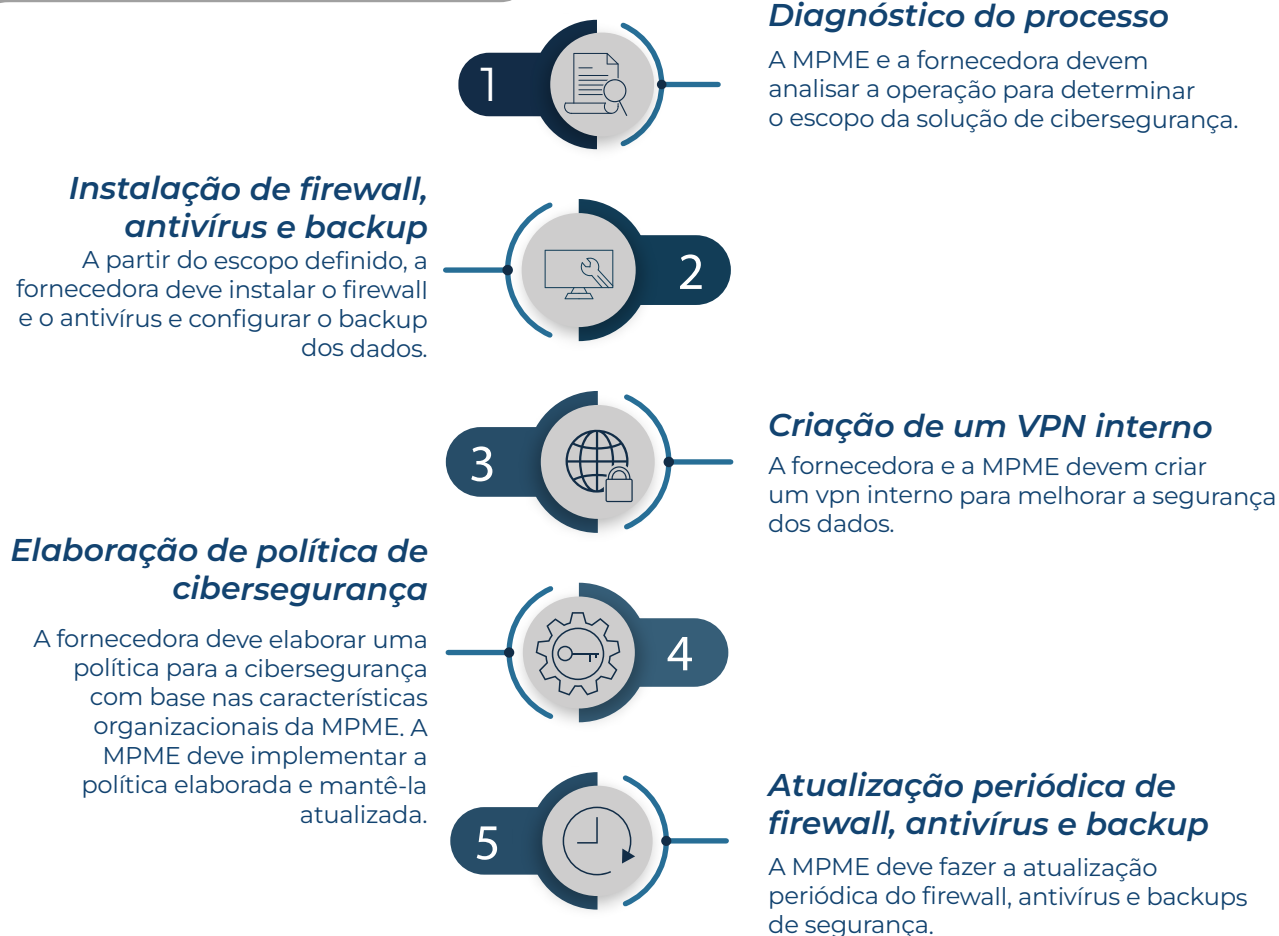 1
Diagnóstico do processo
A MPME e a fornecedora devem
analisar a operação para determinar
o escopo da solução de cibersegurança.
Instalação de firewall,
antivírus e backup
A partir do escopo definido, a
fornecedora deve instalar o firewall
e o antivírus e configurar o backup
dos dados.
2
3
Criação de um VPN interno
A fornecedora e a MPME devem criar
um vpn interno para melhorar a segurança
dos dados.
Elaboração de política de
cibersegurança
A fornecedora deve elaborar uma
política para a cibersegurança
com base nas características
organizacionais da MPME. A
MPME deve implementar a
política elaborada e mantê-la
atualizada.
4
5
Atualização periódica de
firewall, antivírus e backup
A MPME deve fazer a atualização
periódica do firewall, antivírus e backups
de segurança.